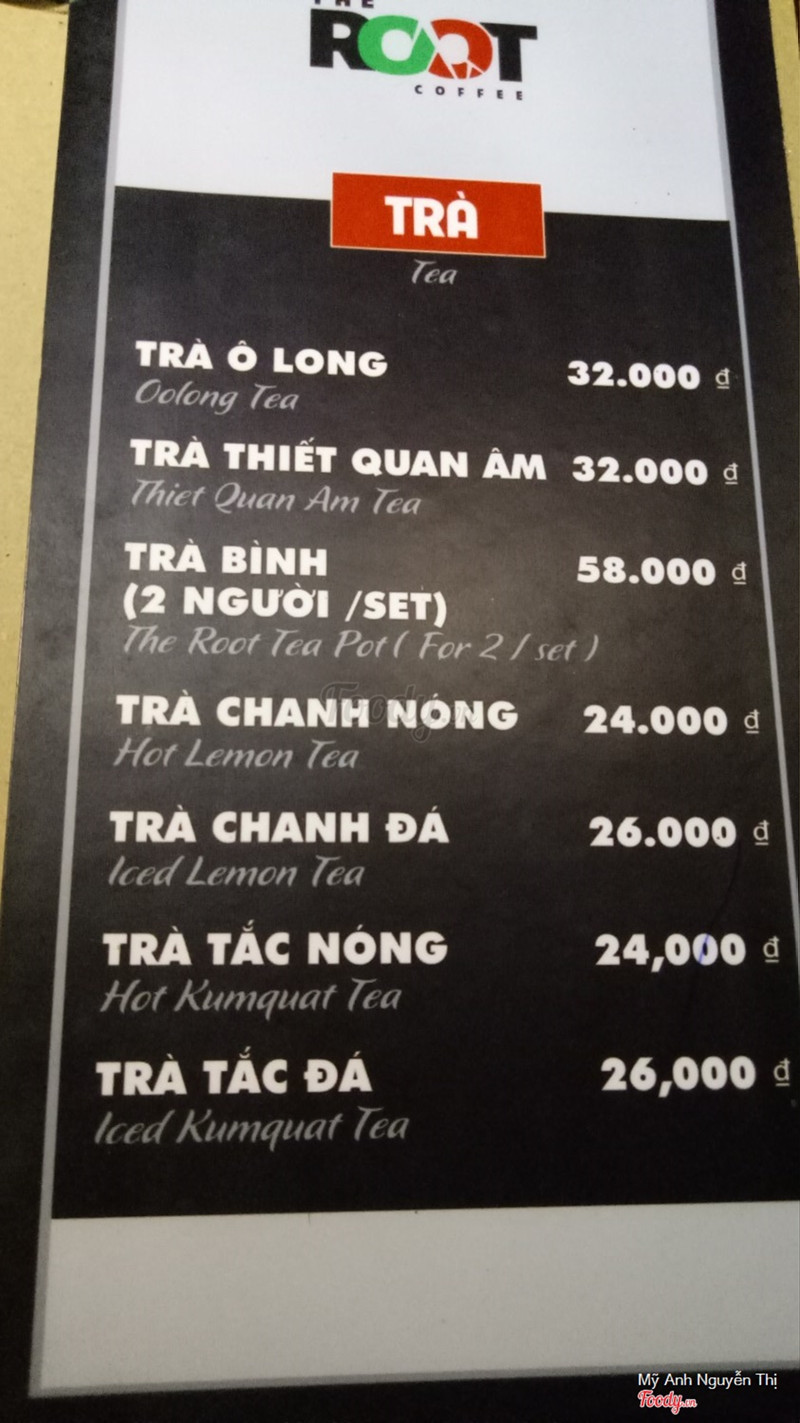 THE
ROOT
COFFEE
TRÀ
Tea
TRÀ Ô LONG 32.000 đ
Oolong Tea
TRÀ THIẾT QUAN ÂM 32.000 đ
Thiet Quan Am Tea
TRÀ BÌNH 58.000 đ
(2 NGƯỜI /SET)
The Root Tea Pot ( For 2 / set )
Foody.vn
TRÀ CHANH NÓNG 24.000 đ
Hot Lemon Tea
TRÀ CHANH ĐÁ 26.000 đ
Iced Lemon Tea
TRÀ TẮC NÓNG 24,000 đ
Hot Kumquat Tea
TRÀ TẮC ĐÁ 26,000 đ
Iced Kumquat Tea
Mỹ Anh Nguyễn Thị
Foody.vn